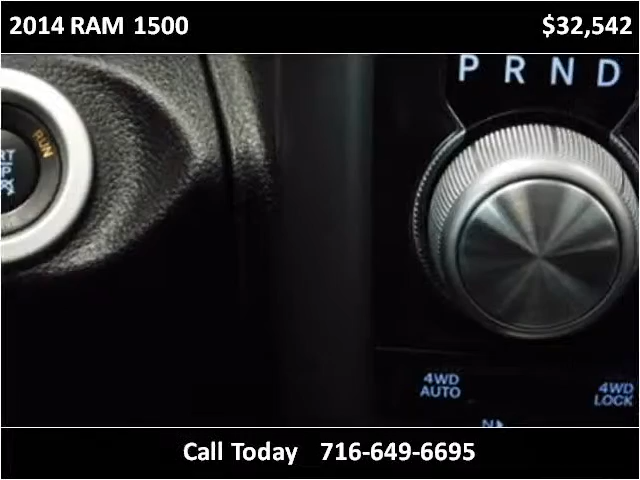 2014 RAM 1500 $32,542
P R N D
RUN
4WD AUTO
4WD LOCK
N
Call Today 716-649-6695